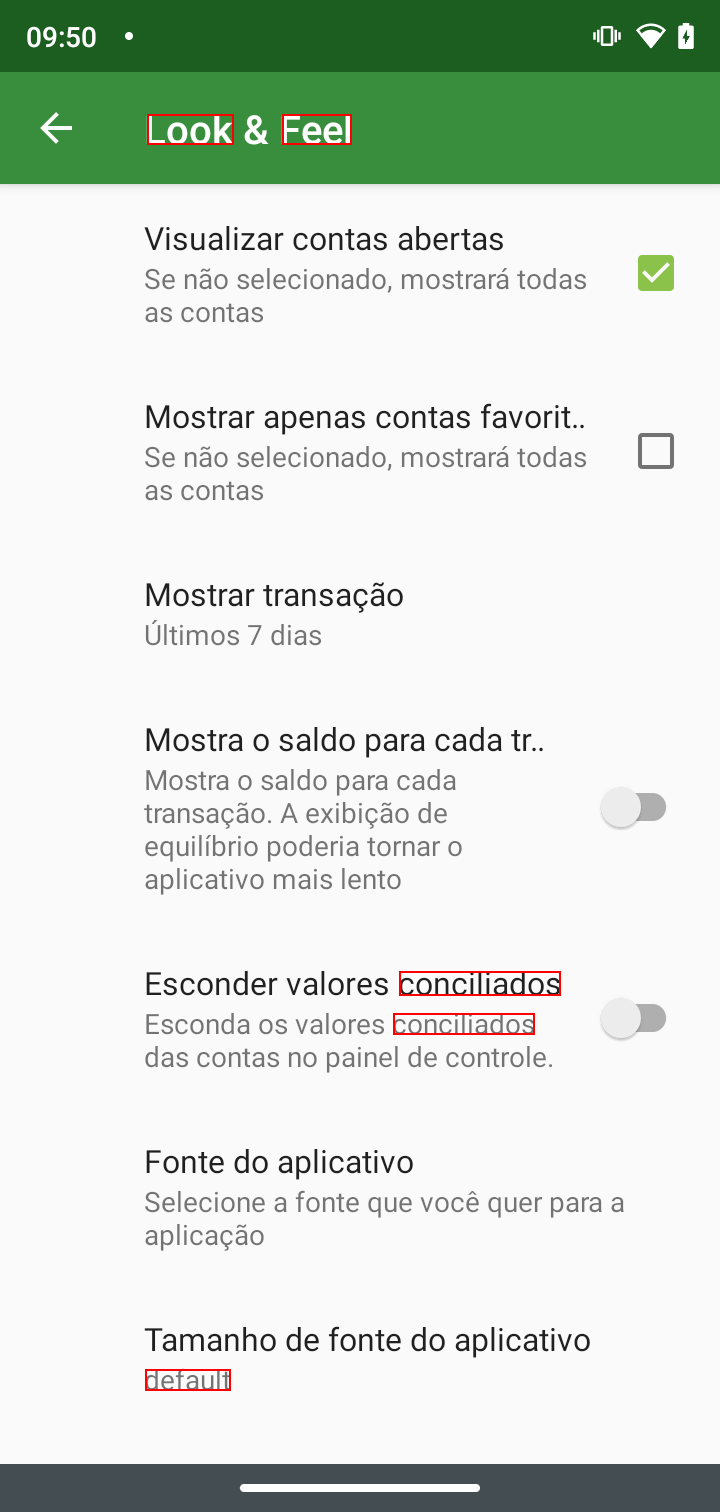 09:50
Look & Feel
Visualizar contas abertas
Se não selecionado, mostrará todas
as contas
Mostrar apenas contas favorit..
Se não selecionado, mostrará todas
as contas
Mostrar transação
Últimos 7 dias
Mostra o saldo para cada tr..
Mostra o saldo para cada
transação. A exibição de
equilíbrio poderia tornar o
aplicativo mais lento
Esconder valores conciliados
Esconda os valores conciliados
das contas no painel de controle.
Fonte do aplicativo
Selecione a fonte que você quer para a
aplicação
Tamanho de fonte do aplicativo
default